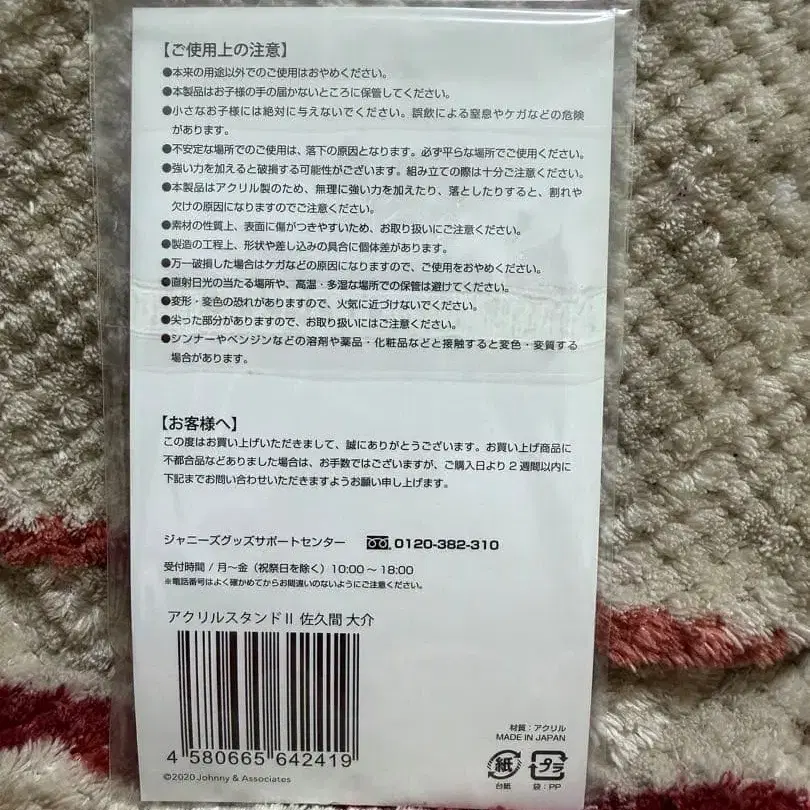 【ご使用上の注意】
●本来の用途以外でのご使用はおやめください。
●本製品はお子様の手の届かないところに保管してください。
●小さなお子様には絶対に与えないでください。誤飲による窒息やケガなどの危険
があります。
●不安定な場所でのご使用は、落下の原因となります。必ず平らな場所でご使用ください。
●強い力を加えると破損する可能性がございます。組み立ての際は十分ご注意ください。
●本製品はアクリル製のため、無理に強い力を加えたり、落としたりすると、割れや
欠けの原因になりますのでご注意ください。
●素材の性質上、表面に傷がつきやすいため、お取り扱いにご注意ください。
●製造の工程上、形状や差し込みの具合に個体差があります。
●万一破損した場合はケガなどの原因になりますので、ご使用をおやめください。
●直射日光の当たる場所や、高温・多湿な場所での保管は避けてください。
●変形・変色の恐れがありますので、火気に近づけないでください。
●尖った部分がありますので、お取り扱いにはご注意ください。
●シンナーやベンジンなどの溶剤や薬品・化粧品などと接触すると変色・変質する
場合があります。
【お客様へ】
この度はお買い上げいただきまして、誠にありがとうございます。お買い上げ商品に
不都合品などありました場合は、お手数ではございますが、ご購入日より2週間以内に
下記までお問い合わせいただきますようお願い申し上げます。
ジャニーズグッズサポートセンター 0120-382-310
受付時間 / 月〜金（祝祭日を除く）10:00〜18:00
※電話番号はよく確かめてからお間違いのないようにご注意ください。
アクリルスタンドⅡ 佐久間 大介
4 580665 642419
©2020 Johnny & Associates
材質：アクリル
MADE IN JAPAN
紙 プラ
台紙 袋：PP